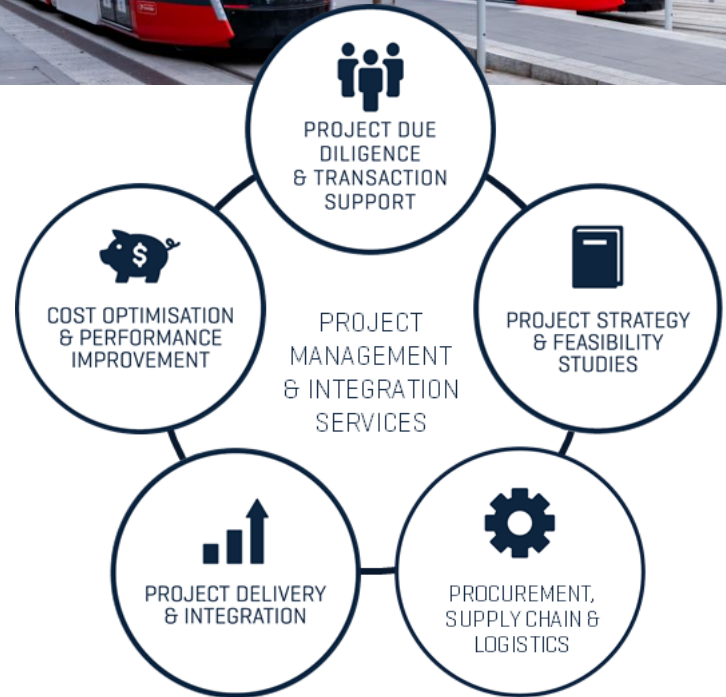 PROJECT DUE
DILIGENCE
& TRANSACTION
SUPPORT
$
COST OPTIMISATION
& PERFORMANCE
IMPROVEMENT
PROJECT
MANAGEMENT
& INTEGRATION
SERVICES
PROJECT STRATEGY
& FEASIBILITY
STUDIES
PROJECT DELIVERY
& INTEGRATION
PROCUREMENT,
SUPPLY CHAIN &
LOGISTICS